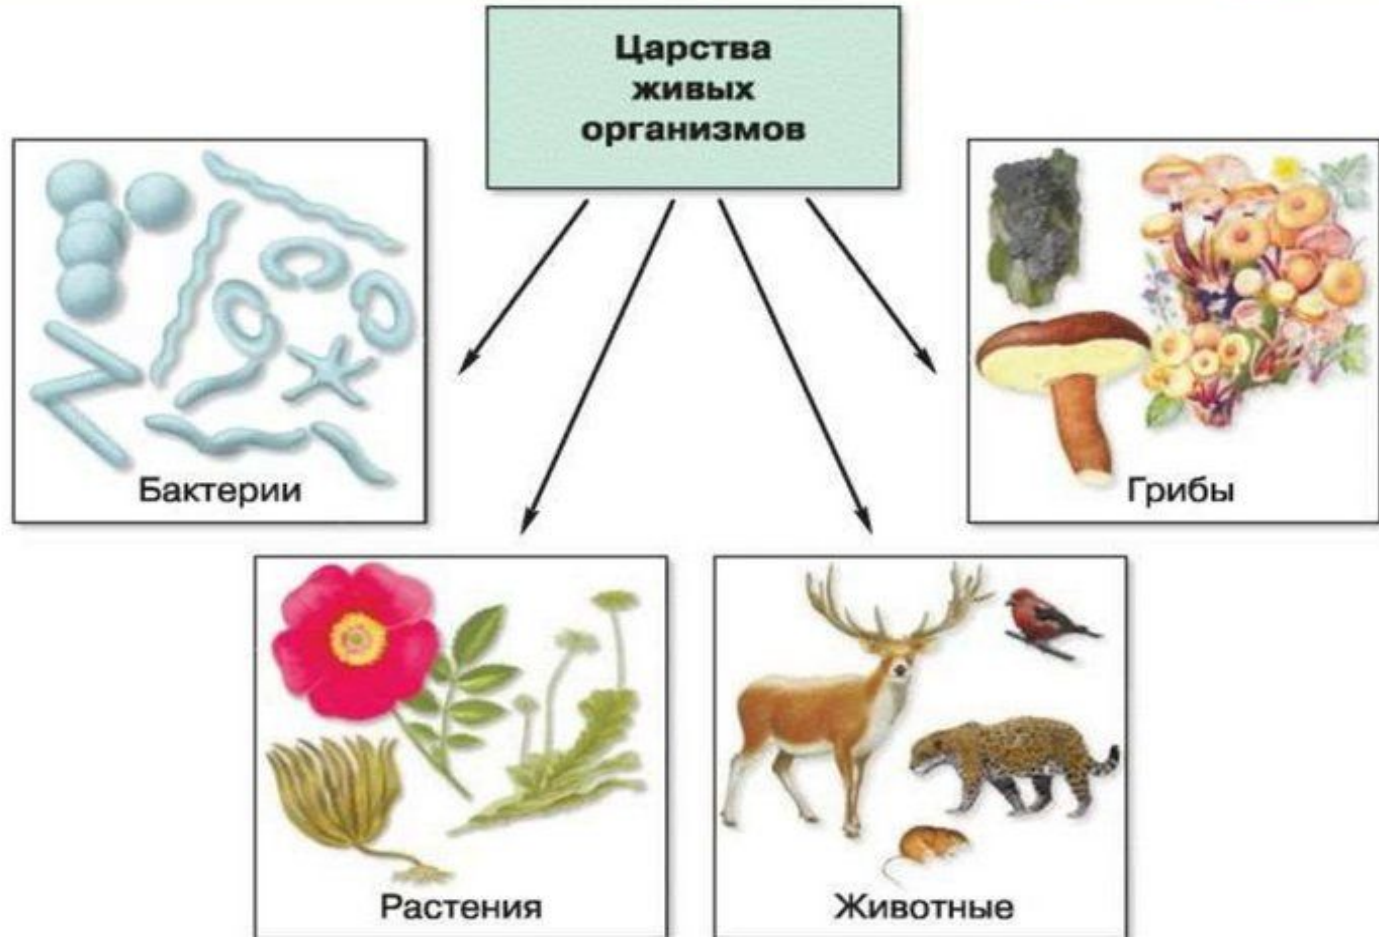 Царства
живых
организмов
Бактерии
Грибы
Растения
Животные